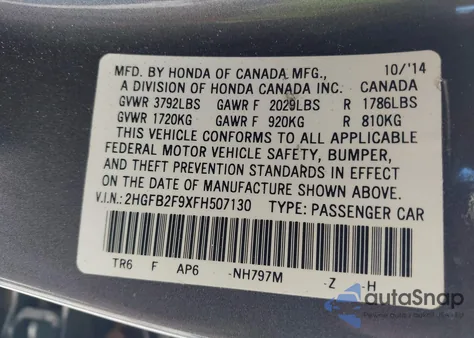 MFD. BY HONDA OF CANADA MFG., 10/'14
A DIVISION OF HONDA CANADA INC. CANADA
GVWR 3792LBS GAWR F 2029LBS R 1786LBS
GVWR 1720KG GAWR F 920KG R 810KG
THIS VEHICLE CONFORMS TO ALL APPLICABLE
FEDERAL MOTOR VEHICLE SAFETY, BUMPER,
AND THEFT PREVENTION STANDARDS IN EFFECT
ON THE DATE OF MANUFACTURE SHOWN ABOVE.
V.I.N.: 2HGFB2F9XFH507130 TYPE: PASSENGER CAR
TR6 F AP6 -NH797M -Z -H
autoSnap